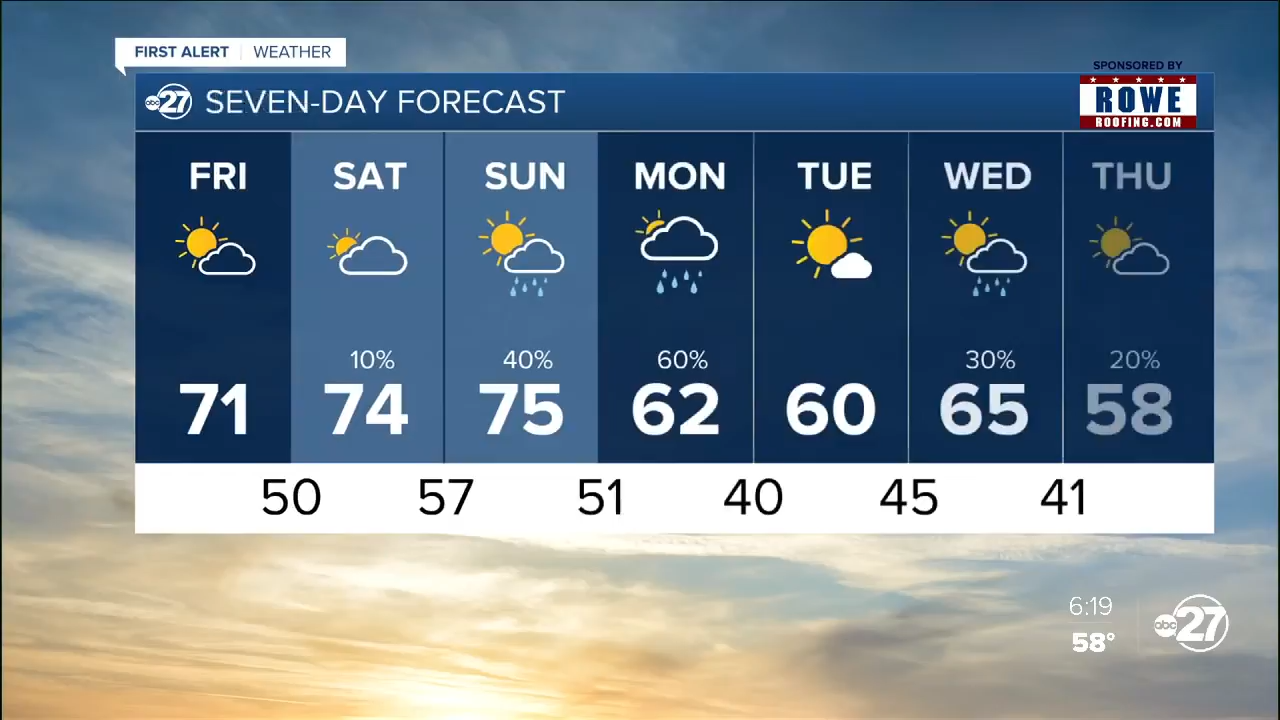 FIRST ALERT | WEATHER
SPONSORED BY
abc 27 SEVEN-DAY FORECAST
ROWE
ROOFING.COM
FRI SAT SUN MON TUE WED THU
10% 40% 60% 30% 20%
71 74 75 62 60 65 58
50 57 51 40 45 41
6:19
58°
abc 27